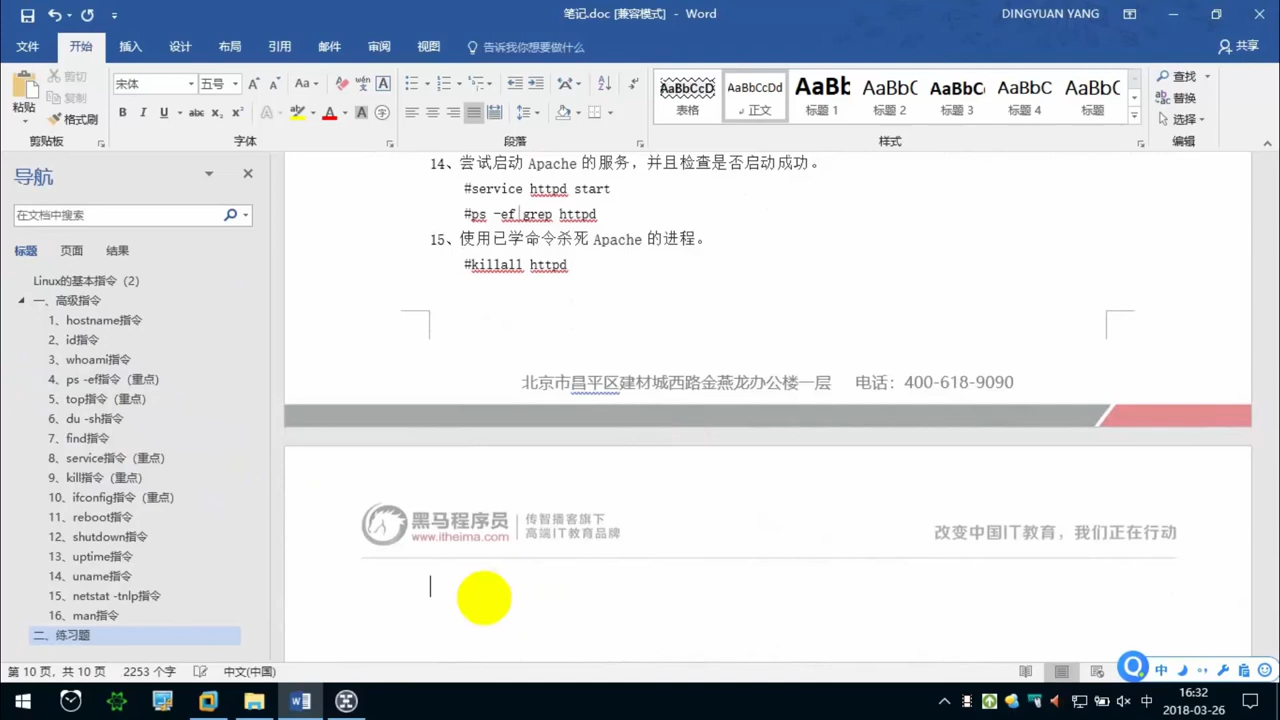 笔记.doc [兼容模式] - Word
DINGYUAN YANG
文件 开始 插入 设计 布局 引用 邮件 审阅 视图 告诉我你想要做什么 共享
粘贴
剪切
复制
格式刷
宋体 五号
AaBbCcD 表格
AaBbCcDd 正文
AaBb 标题 1
AaBbC 标题 2
AaBbC 标题 3
AaBbC 标题 4
AaBbC 标题
查找
替换
选择
剪贴板 字体 段落 样式 编辑
导航
在文档中搜索
标题 页面 结果
Linux的基本指令（2）
一、高级指令
1、hostname指令
2、id指令
3、whoami指令
4、ps -ef指令（重点）
5、top指令（重点）
6、du -sh指令
7、find指令
8、service指令（重点）
9、kill指令（重点）
10、ifconfig指令（重点）
11、reboot指令
12、shutdown指令
13、uptime指令
14、uname指令
15、netstat -tnlp指令
16、man指令
二、练习题
14、尝试启动 Apache 的服务，并且检查是否启动成功。
#service httpd start
#ps -ef|grep httpd
15、使用已学命令杀死 Apache 的进程。
#killall httpd
北京市昌平区建材城西路金燕龙办公楼一层 电话：400-618-9090
黑马程序员
www.itheima.com
传智播客旗下
高端IT教育品牌
改变中国IT教育，我们正在行动
第 10 页，共 10 页 2253 个字 中文(中国)
中
中
16:32
2018-03-26